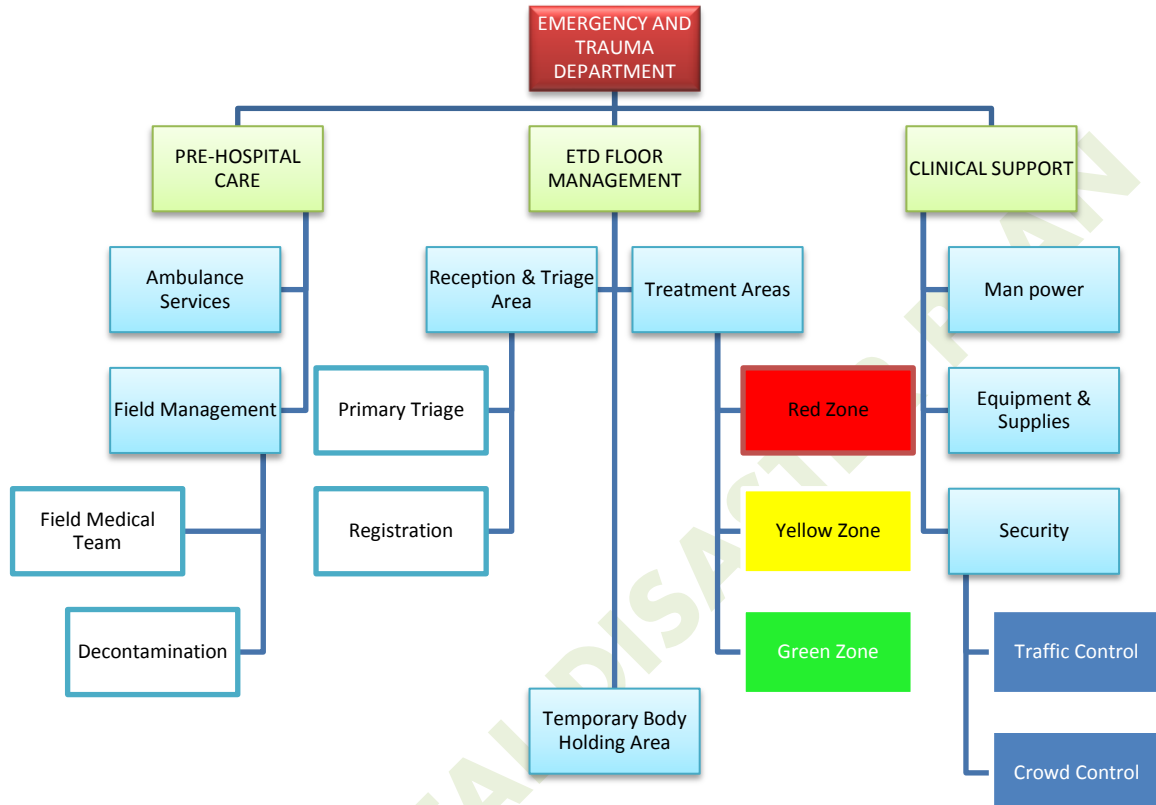 EMERGENCY AND
TRAUMA
DEPARTMENT
PRE-HOSPITAL
CARE
ETD FLOOR
MANAGEMENT
CLINICAL SUPPORT
Ambulance
Services
Reception & Triage
Area
Treatment Areas
Man power
Field Management
Primary Triage
Red Zone
Equipment &
Supplies
Field Medical
Team
Registration
Yellow Zone
Security
Decontamination
Green Zone
Traffic Control
Temporary Body
Holding Area
Crowd Control
DISASTER